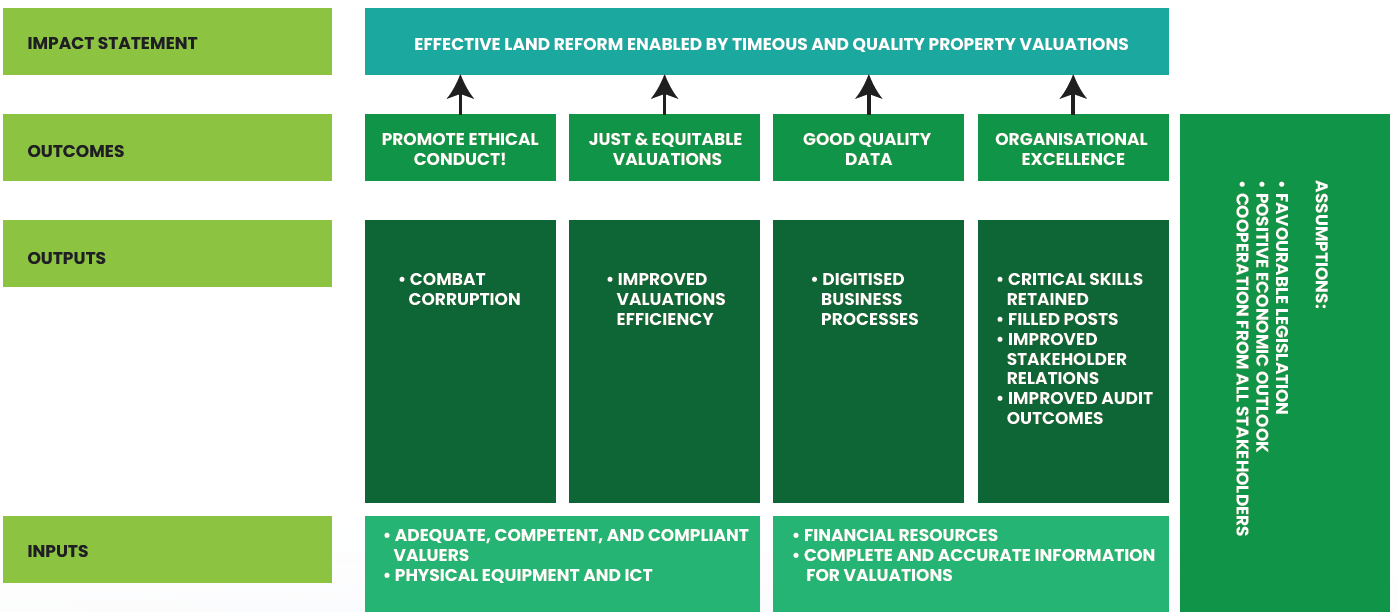 IMPACT STATEMENT
EFFECTIVE LAND REFORM ENABLED BY TIMEOUS AND QUALITY PROPERTY VALUATIONS
OUTCOMES
PROMOTE ETHICAL
CONDUCT!
JUST & EQUITABLE
VALUATIONS
GOOD QUALITY
DATA
ORGANISATIONAL
EXCELLENCE
OUTPUTS
• COMBAT
CORRUPTION
• IMPROVED
VALUATIONS
EFFICIENCY
• DIGITISED
BUSINESS
PROCESSES
• CRITICAL SKILLS
RETAINED
• FILLED POSTS
• IMPROVED
STAKEHOLDER
RELATIONS
• IMPROVED AUDIT
OUTCOMES
INPUTS
• ADEQUATE, COMPETENT, AND COMPLIANT
VALUERS
• PHYSICAL EQUIPMENT AND ICT
• FINANCIAL RESOURCES
• COMPLETE AND ACCURATE INFORMATION
FOR VALUATIONS
ASSUMPTIONS:
• FAVOURABLE LEGISLATION
• POSITIVE ECONOMIC OUTLOOK
• COOPERATION FROM ALL STAKEHOLDERS